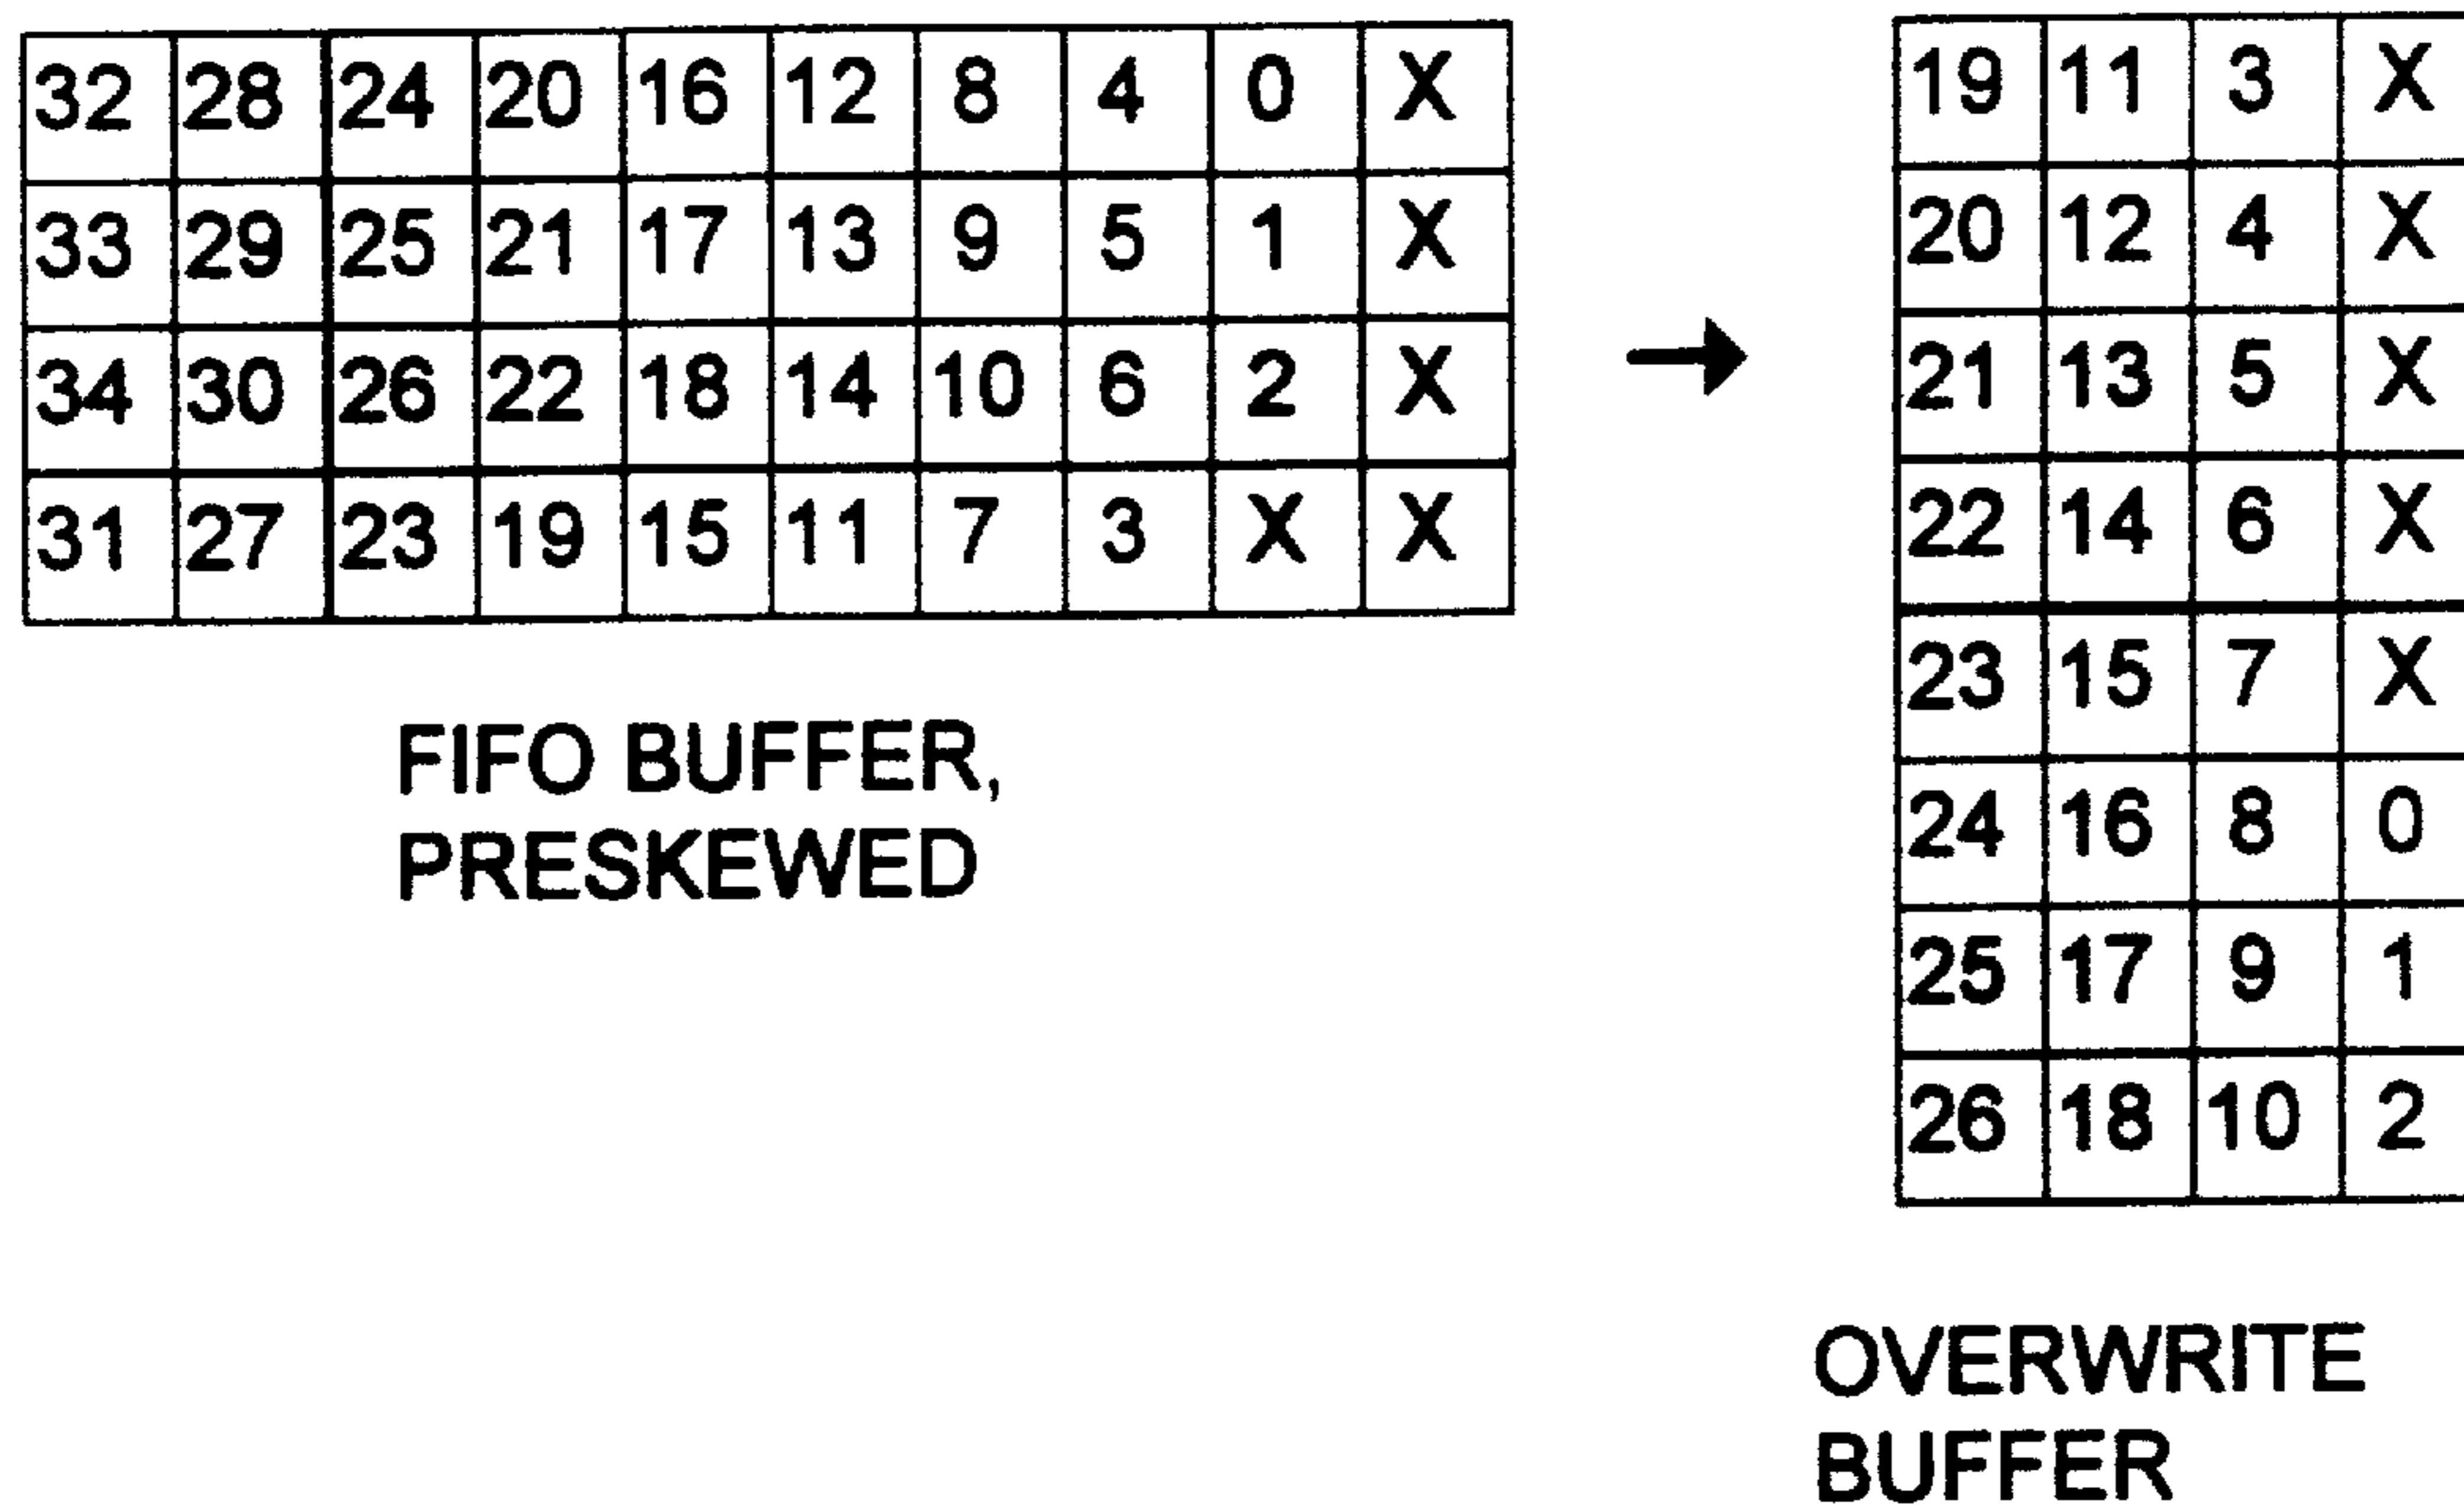 32 28 24 20 16 12 8 4 0 X
33 29 25 21 17 13 9 5 1 X
34 30 26 22 18 14 10 6 2 X
31 27 23 19 15 11 7 3 X X
FIFO BUFFER,
PRESKEWED
19 11 3 X
20 12 4 X
21 13 5 X
22 14 6 X
23 15 7 X
24 16 8 0
25 17 9 1
26 18 10 2
OVERWRITE
BUFFER